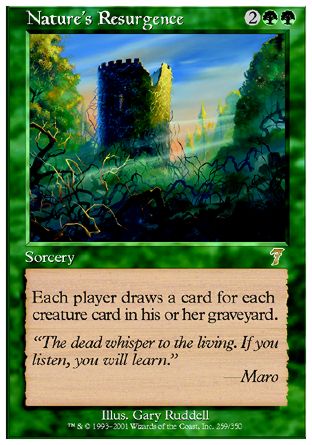 Nature's Resurgence 2
Sorcery
7
Each player draws a card for each
creature card in his or her graveyard.
"The dead whisper to the living. If you
listen, you will learn."
—Maro
Illus. Gary Ruddell
™ & © 1993–2001 Wizards of the Coast, Inc. 259/350